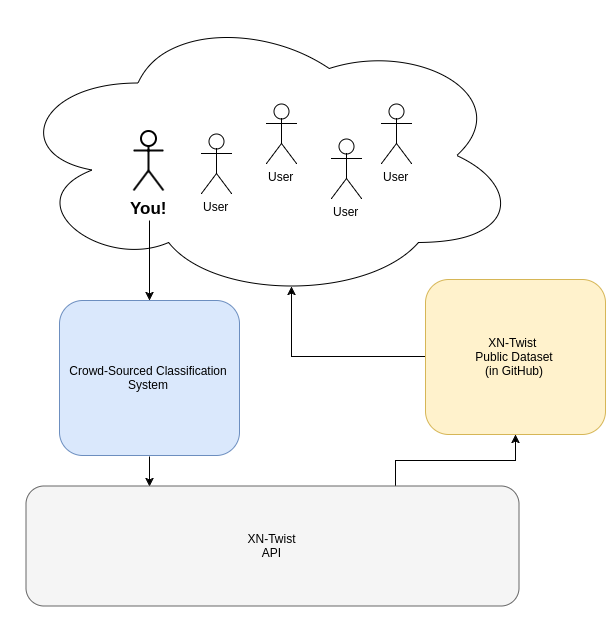 User
User
You!
User
User
XN-Twist
Public Dataset
(in GitHub)
Crowd-Sourced Classification
System
XN-Twist
API